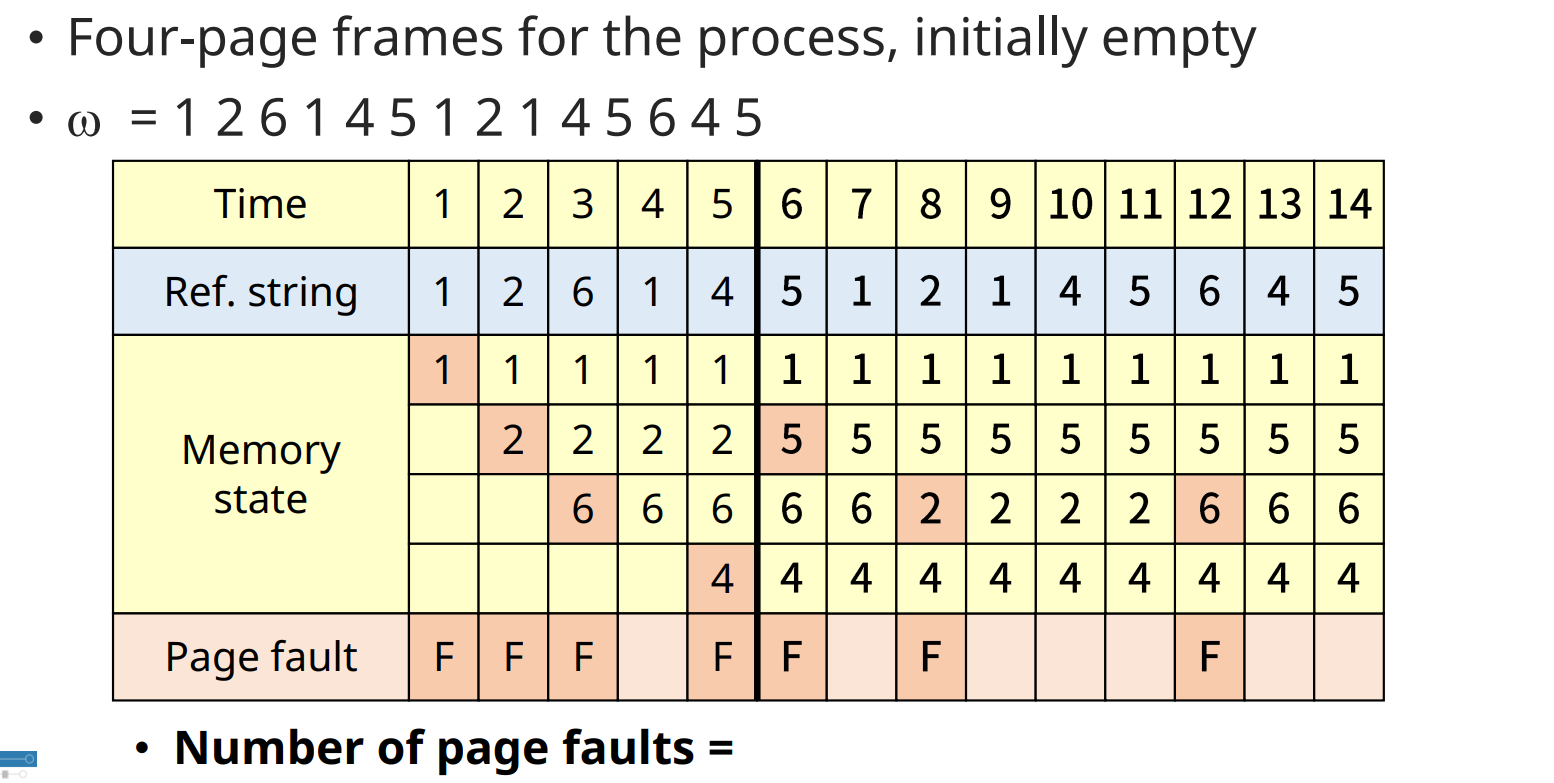 • Four-page frames for the process, initially empty
• ω = 1 2 6 1 4 5 1 2 1 4 5 6 4 5
Time 1 2 3 4 5 6 7 8 9 10 11 12 13 14
Ref. string 1 2 6 1 4 5 1 2 1 4 5 6 4 5
1 1 1 1 1 1 1 1 1 1 1 1 1 1
Memory
state
2 2 2 2 5 5 5 5 5 5 5 5 5
6 6 6 6 6 2 2 2 2 6 6 6
4 4 4 4 4 4 4 4 4 4
Page fault F F F F F F F
• Number of page faults =